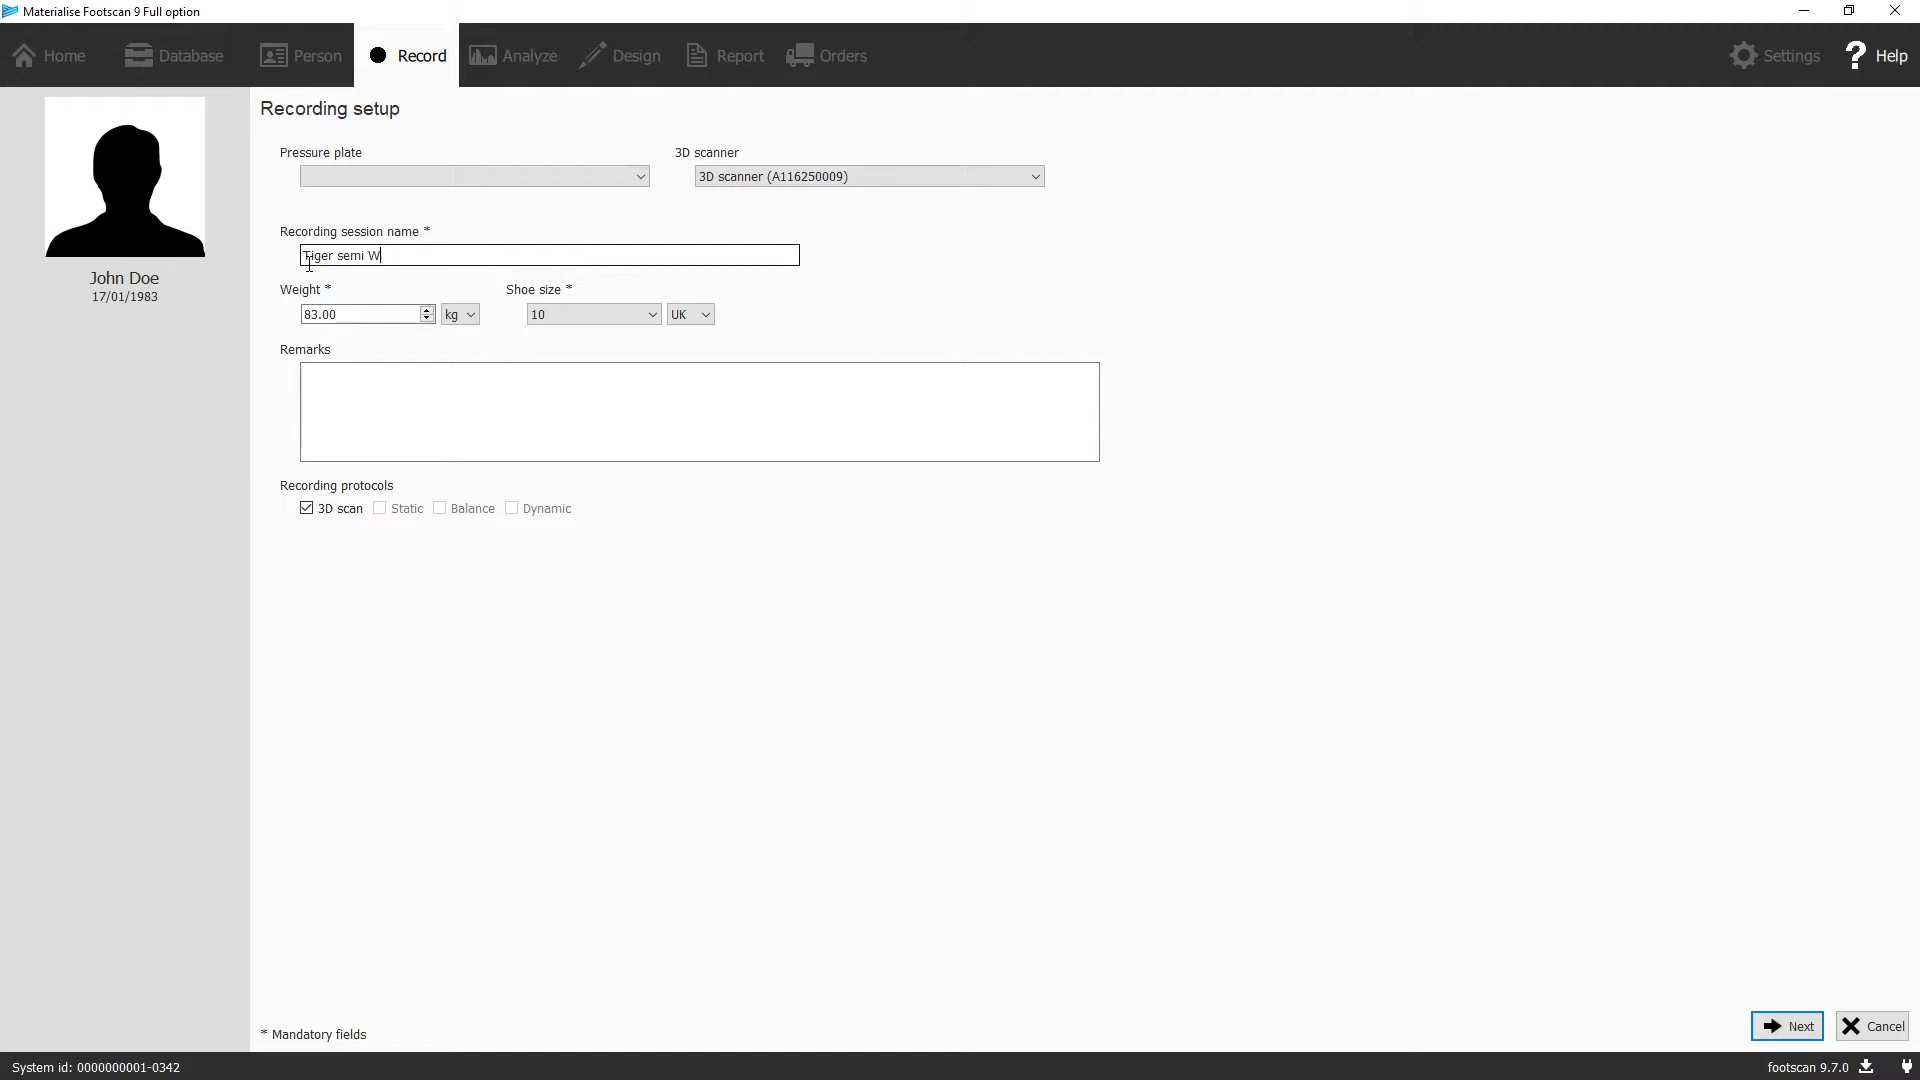 Materialise Footscan 9 Full option
Home Database Person Record Analyze Design Report Orders Settings ? Help
John Doe
17/01/1983
Recording setup
Pressure plate 3D scanner
3D scanner (A116250009)
Recording session name *
Tiger semi W
Weight * Shoe size *
83.00 kg 10 UK
Remarks
Recording protocols
3D scan Static Balance Dynamic
* Mandatory fields
Next Cancel
System id: 0000000001-0342 footscan 9.7.0